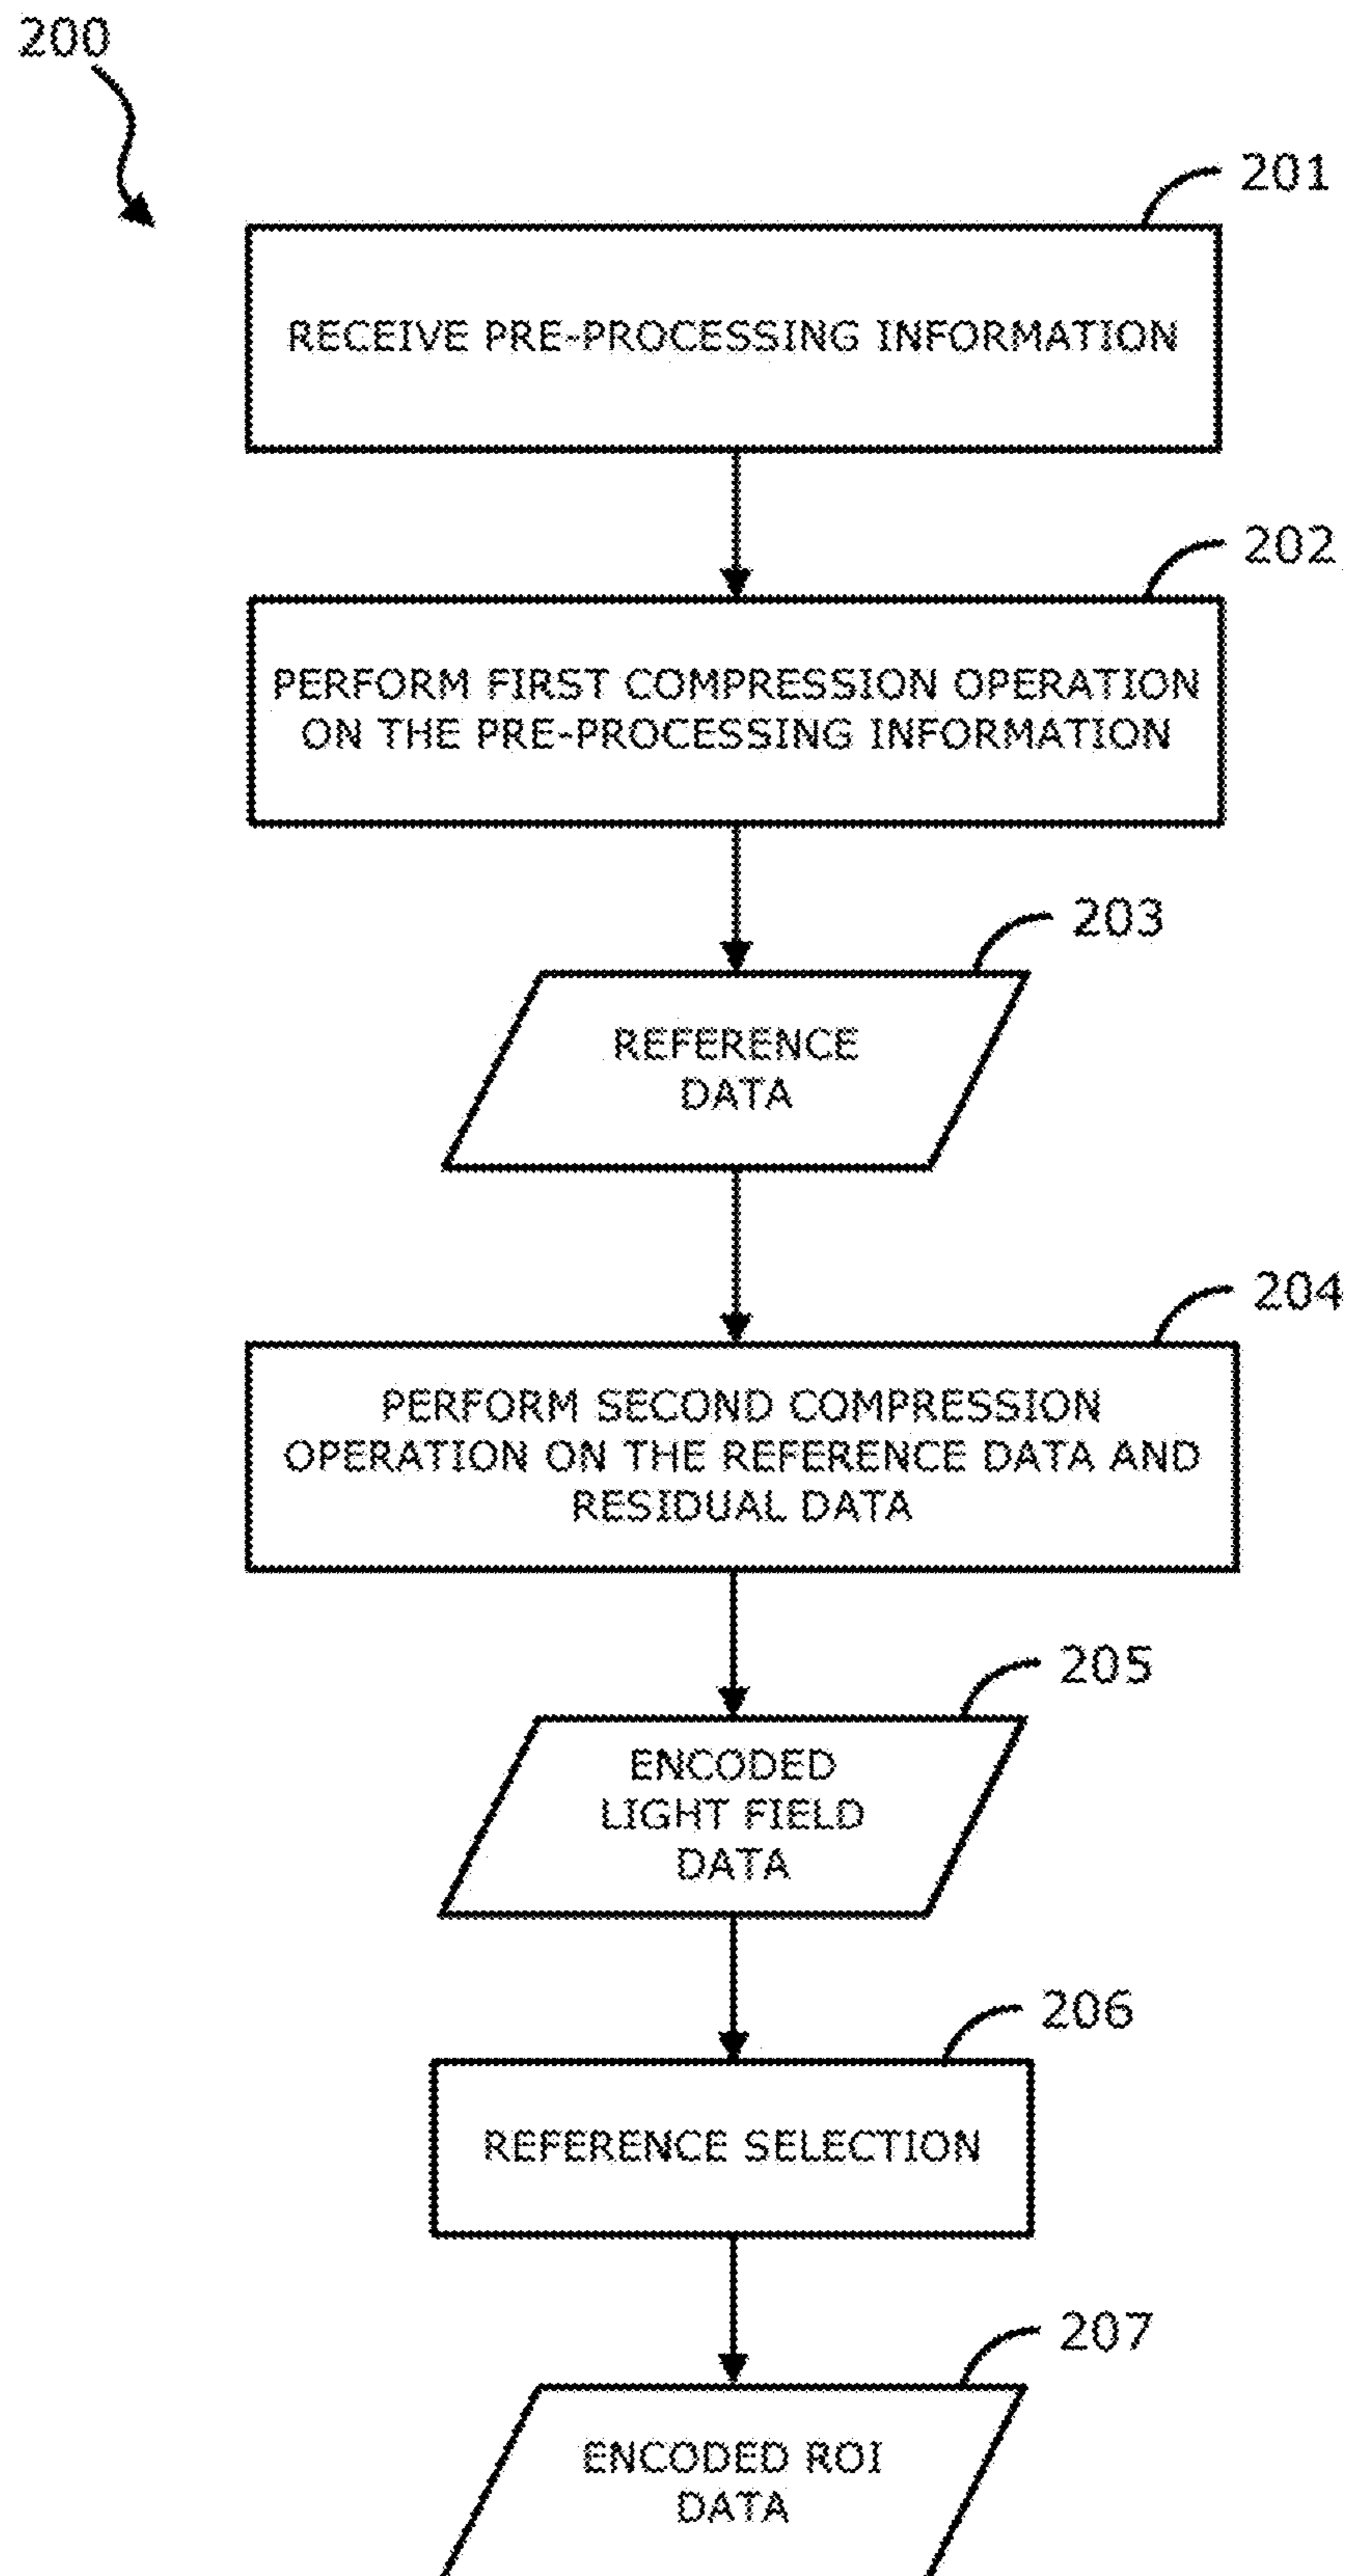 200
201
RECEIVE PRE-PROCESSING INFORMATION
202
PERFORM FIRST COMPRESSION OPERATION
ON THE PRE-PROCESSING INFORMATION
203
REFERENCE
DATA
204
PERFORM SECOND COMPRESSION
OPERATION ON THE REFERENCE DATA AND
RESIDUAL DATA
205
ENCODED
LIGHT FIELD
DATA
206
REFERENCE SELECTION
207
ENCODED ROI
DATA